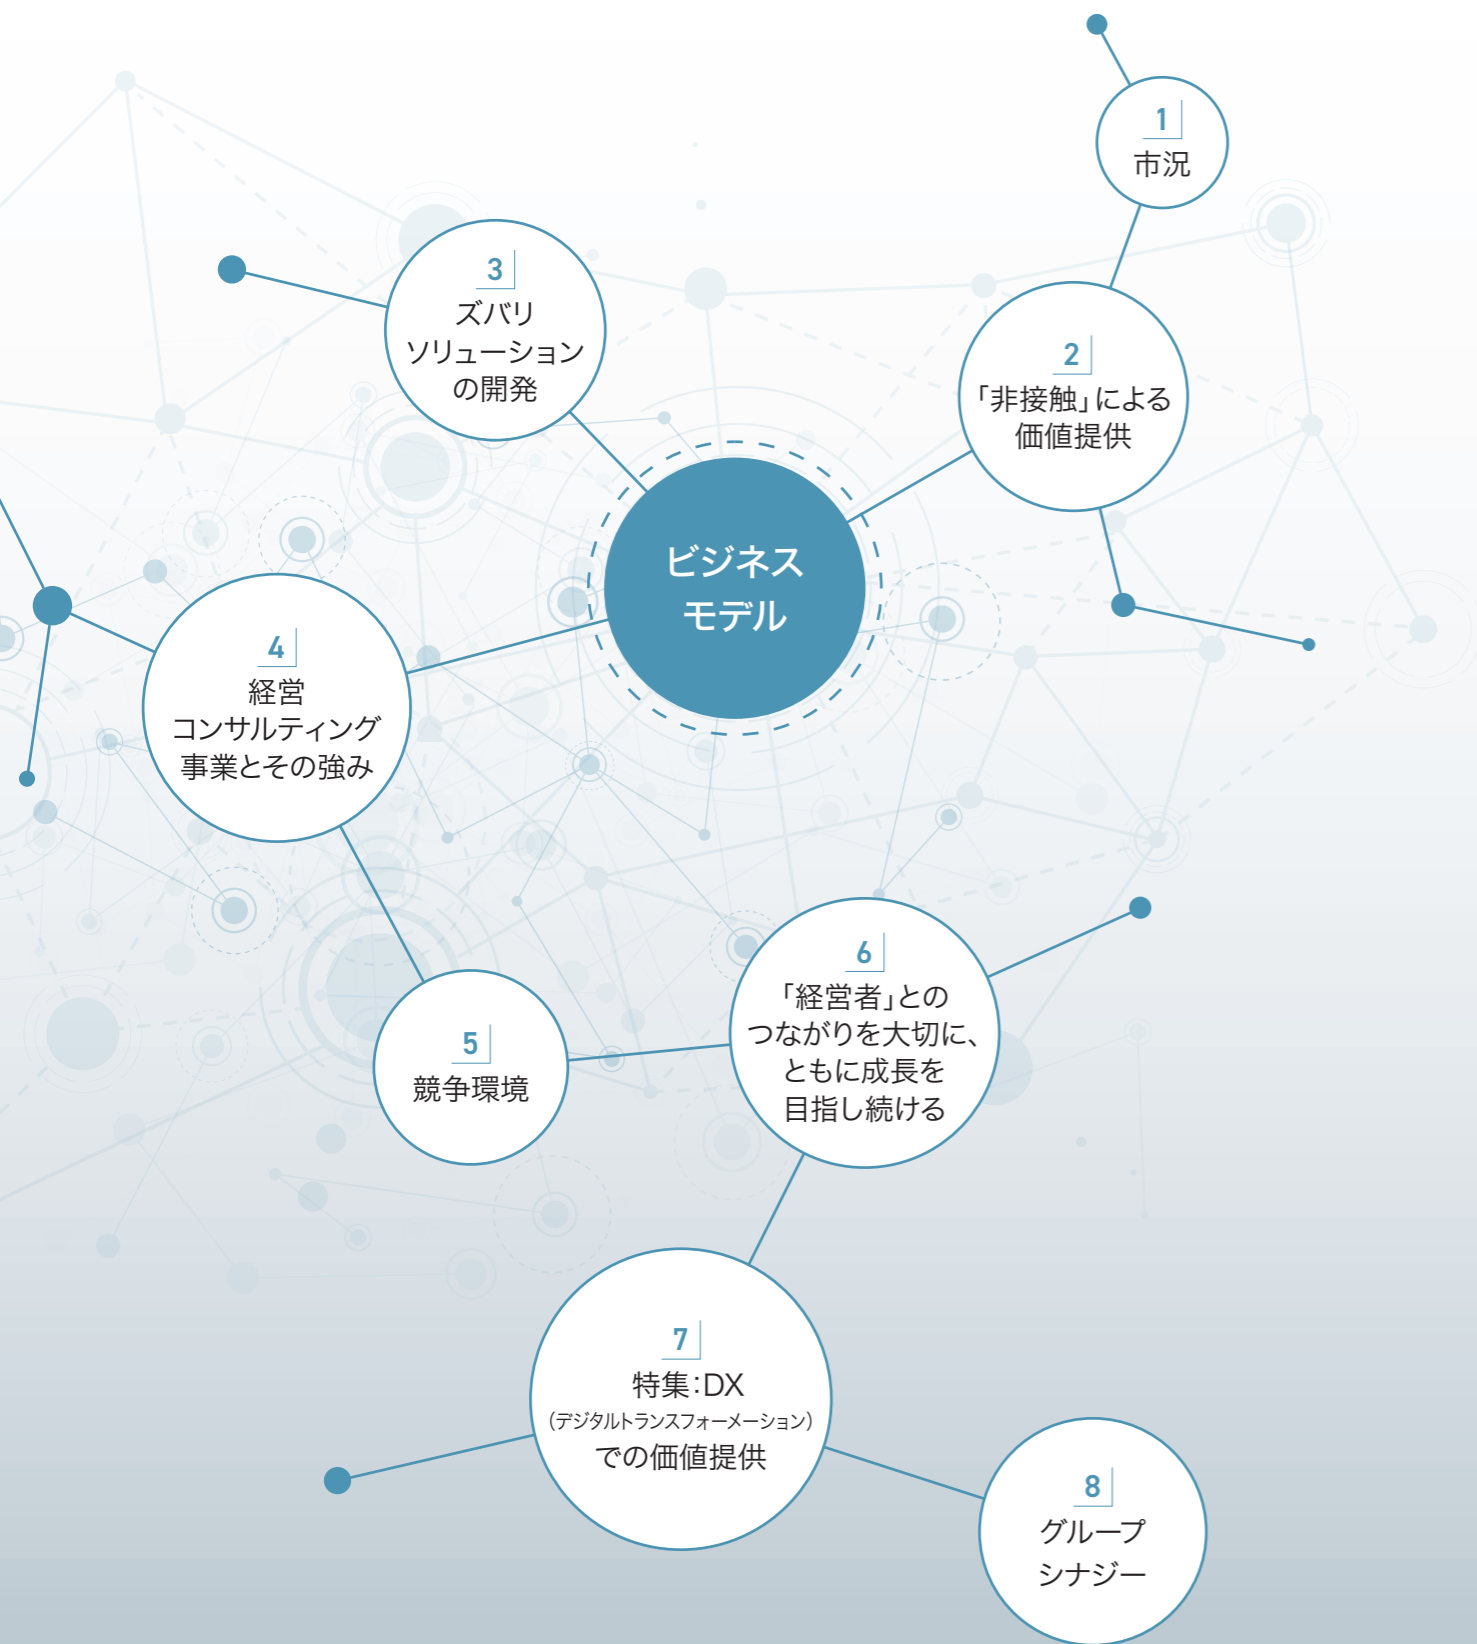 1
市況
2
「非接触」による
価値提供
3
ズバリ
ソリューション
の開発
ビジネス
モデル
4
経営
コンサルティング
事業とその強み
5
競争環境
6
「経営者」との
つながりを大切に、
ともに成長を
目指し続ける
7
特集：DX
（デジタルトランスフォーメーション）
での価値提供
8
グループ
シナジー